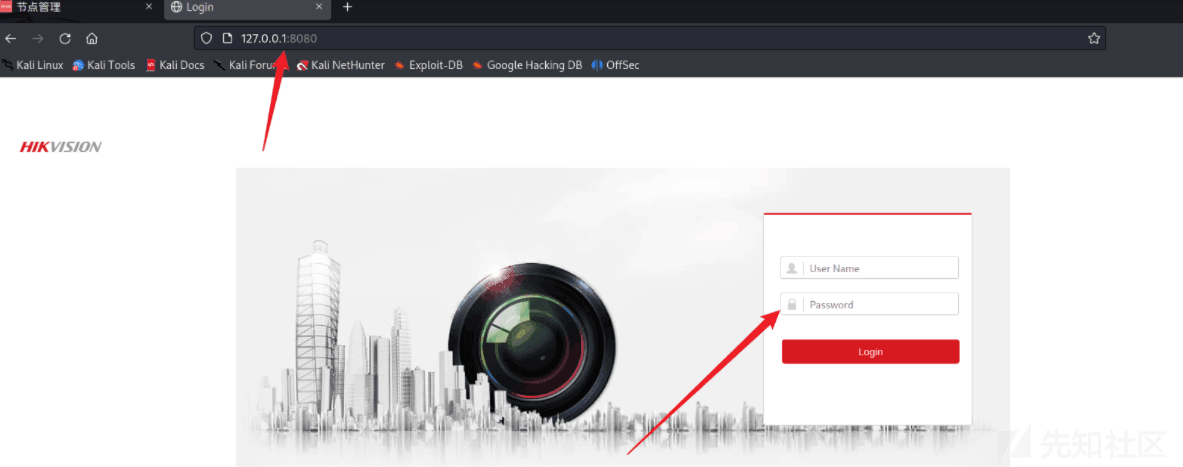 节点管理
Login
127.0.0.1:8080
Kali Linux Kali Tools Kali Docs Kali Forums Kali NetHunter Exploit-DB Google Hacking DB OffSec
HIKVISION
User Name
Password
Login
先知社区